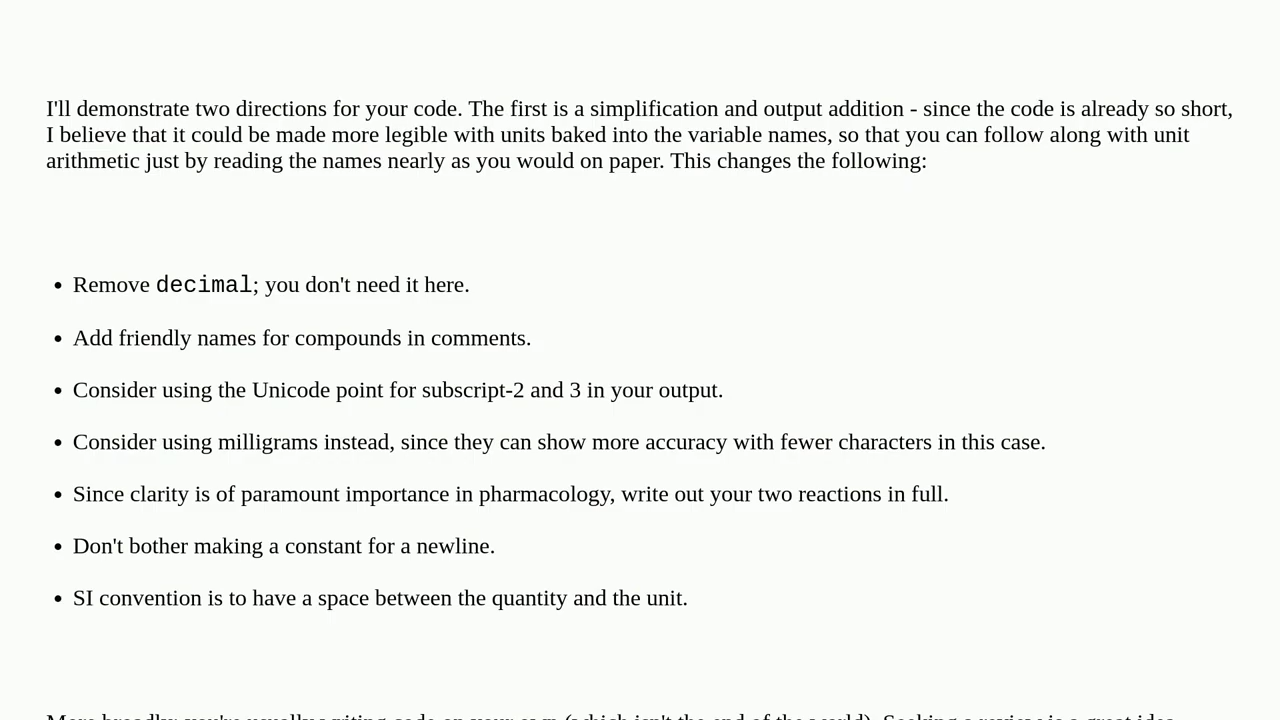 I'll demonstrate two directions for your code. The first is a simplification and output addition - since the code is already so short,
I believe that it could be made more legible with units baked into the variable names, so that you can follow along with unit
arithmetic just by reading the names nearly as you would on paper. This changes the following:
• Remove decimal; you don't need it here.
• Add friendly names for compounds in comments.
• Consider using the Unicode point for subscript-2 and 3 in your output.
• Consider using milligrams instead, since they can show more accuracy with fewer characters in this case.
• Since clarity is of paramount importance in pharmacology, write out your two reactions in full.
• Don't bother making a constant for a newline.
• SI convention is to have a space between the quantity and the unit.